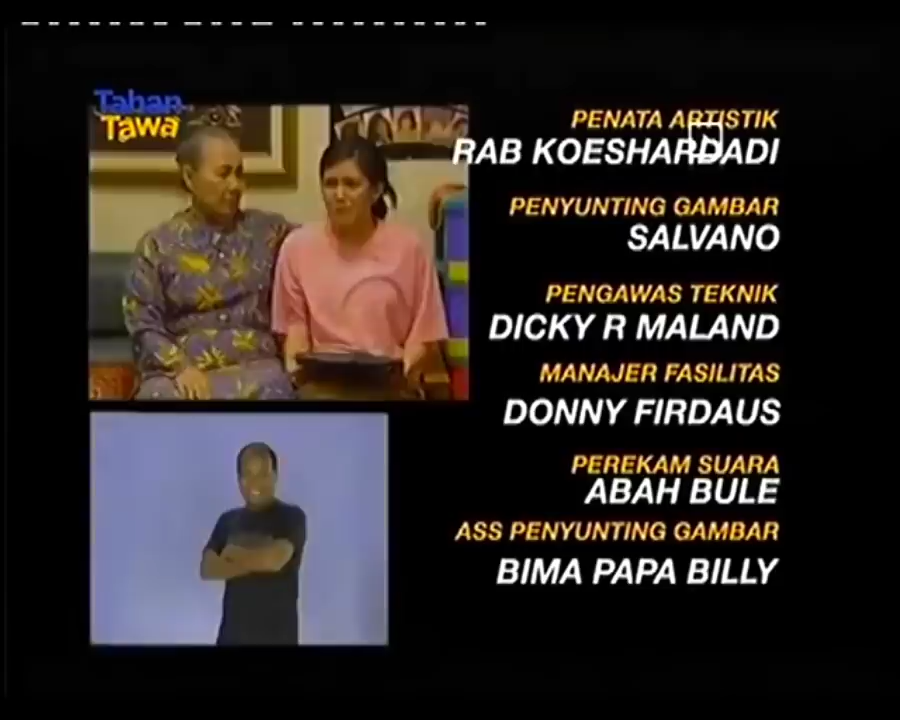 Tahan
Tawa
PENATA ARTISTIK
RAB KOESHARDADI
PENYUNTING GAMBAR
SALVANO
PENGAWAS TEKNIK
DICKY R MALAND
MANAJER FASILITAS
DONNY FIRDAUS
PEREKAM SUARA
ABAH BULE
ASS PENYUNTING GAMBAR
BIMA PAPA BILLY